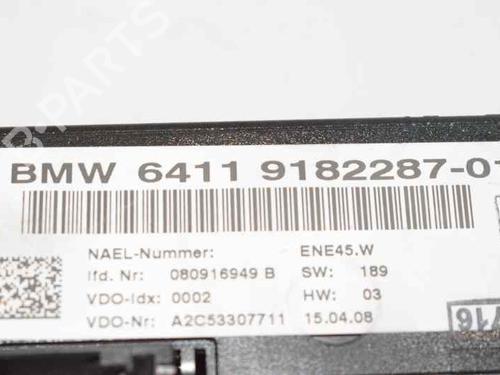 BMW 6411 9182287-01
NAEL-Nummer: ENE45.W
lfd. Nr: 080916949 B SW: 189
VDO-Idx: 0002 HW: 03
VDO-Nr: A2C53307711 15.04.08
716